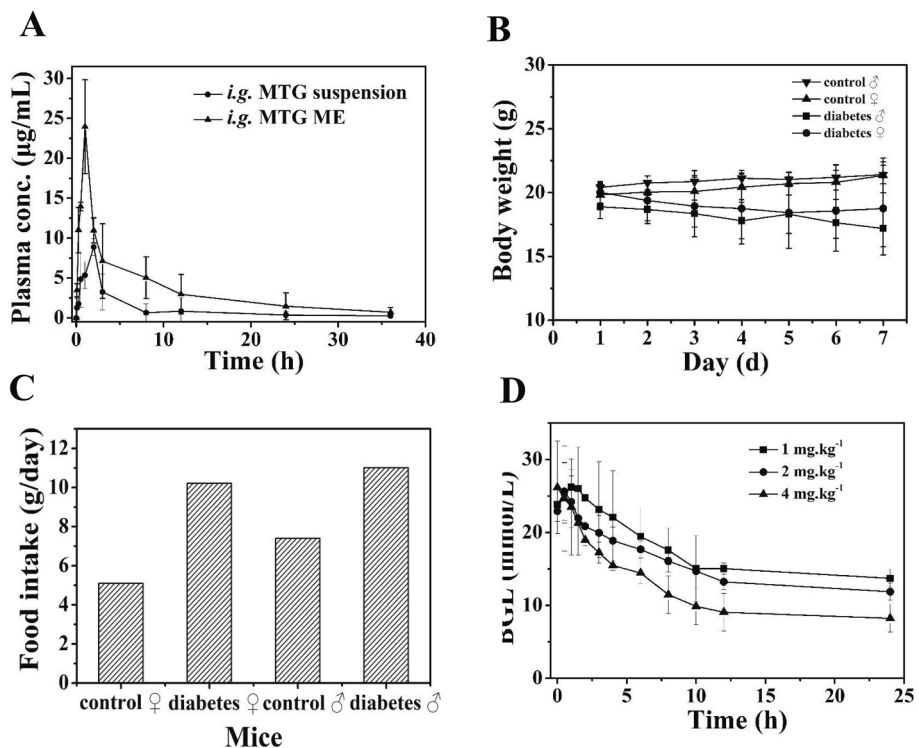 A
Plasma conc. (µg/mL)
30
25
20
15
10
5
0
i.g. MTG suspension
i.g. MTG ME
0 10 20 30 40
Time (h)
B
Body weight (g)
30
25
20
15
10
control ♂
control ♀
diabetes ♂
diabetes ♀
0 1 2 3 4 5 6 7
Day (d)
C
Food intake (g/day)
12
10
8
6
4
2
0
control ♀ diabetes ♀ control ♂ diabetes ♂
Mice
D
BGL (mmol/L)
30
20
10
0
1 mg.kg⁻¹
2 mg.kg⁻¹
4 mg.kg⁻¹
0 5 10 15 20 25
Time (h)